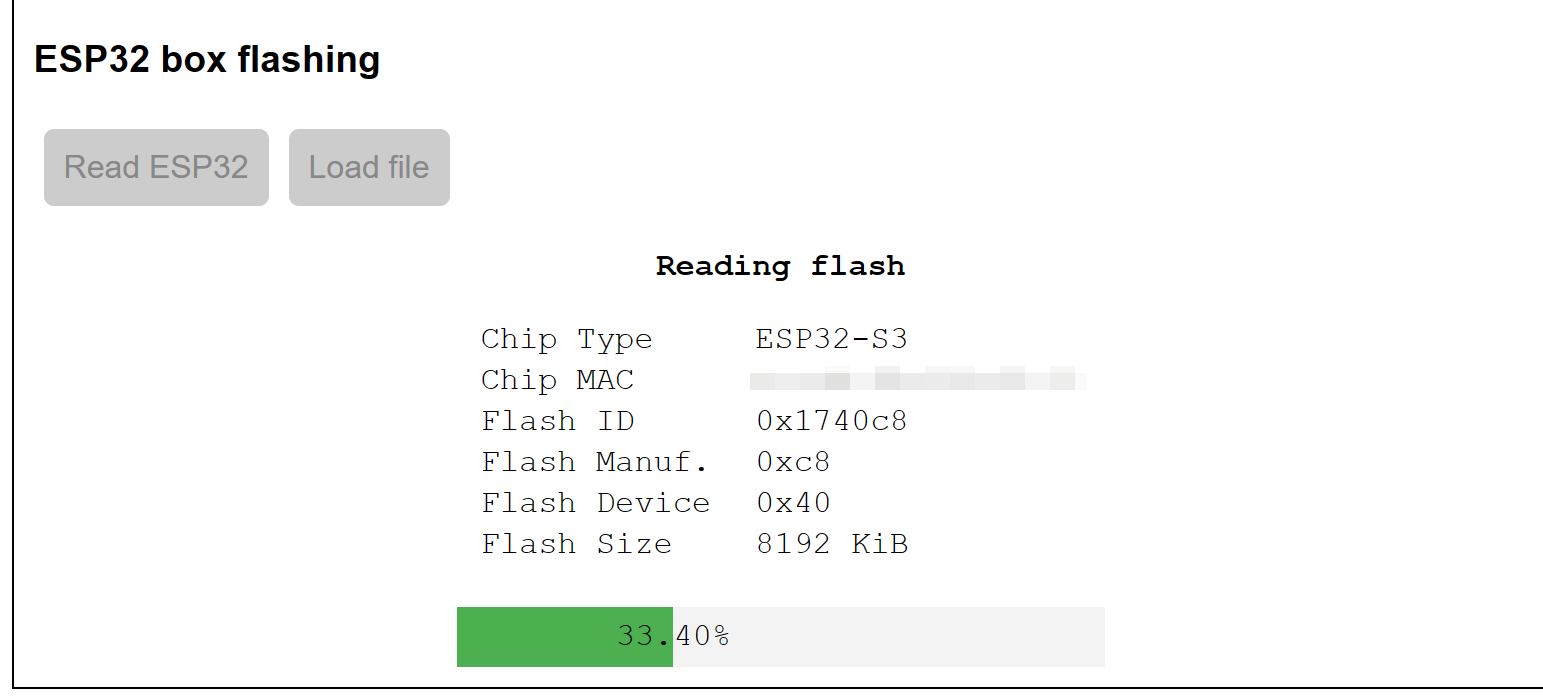 ESP32 box flashing
Read ESP32 Load file
Reading flash
Chip Type ESP32-S3
Chip MAC
Flash ID 0x1740c8
Flash Manuf. 0xc8
Flash Device 0x40
Flash Size 8192 KiB
33.40%